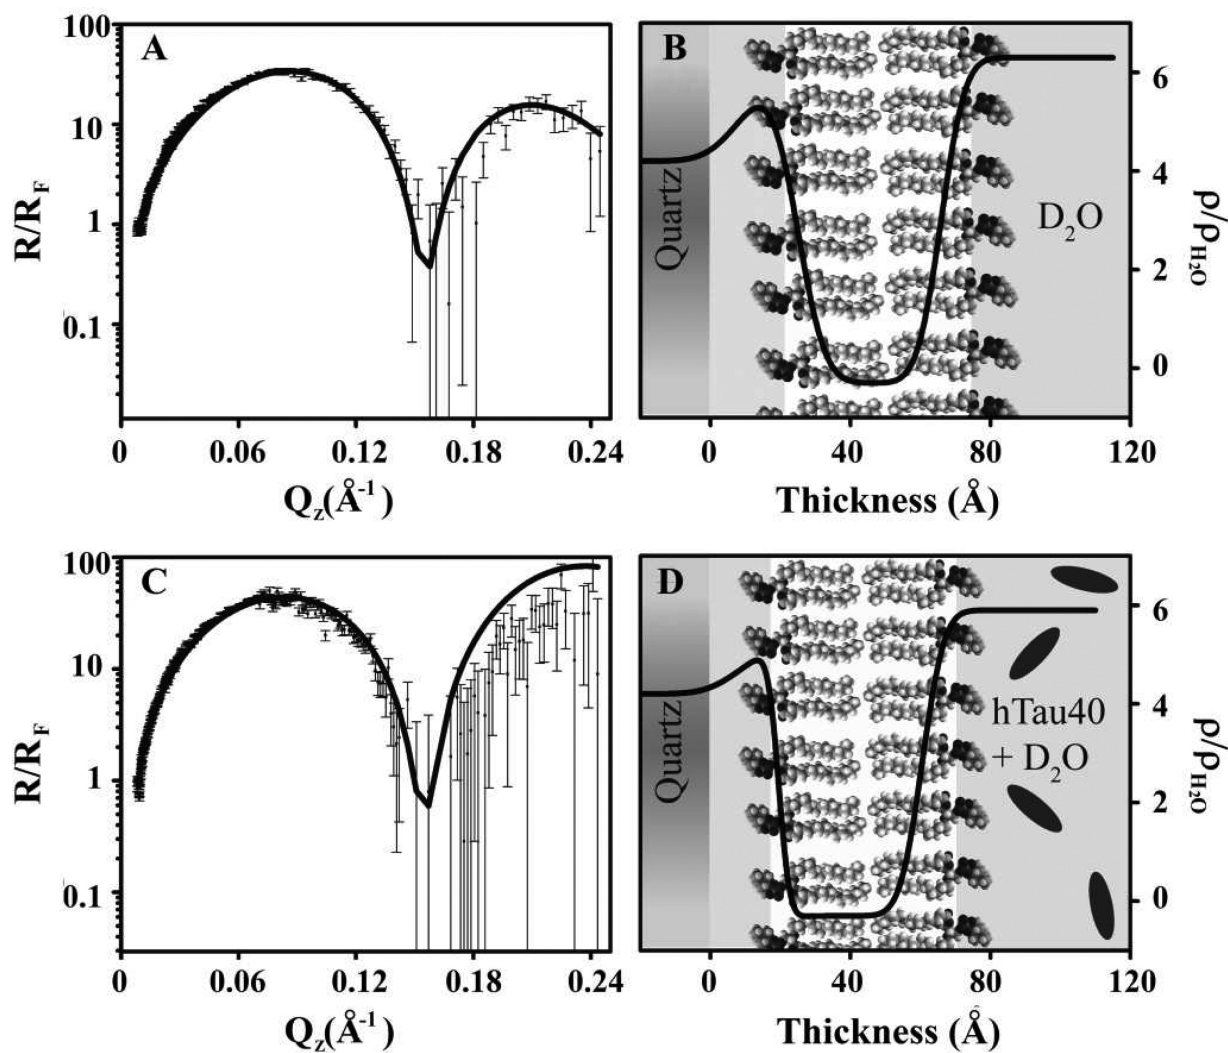 A
100
10
1
0.1
R/R_F
0
0.06
0.12
0.18
0.24
Q_z(Å⁻¹)
B
Quartz
D₂O
6
4
2
0
ρ/ρ_H₂O
0
40
80
120
Thickness (Å)
C
100
10
1
0.1
R/R_F
0
0.06
0.12
0.18
0.24
Q_z(Å⁻¹)
D
Quartz
hTau40
+ D₂O
6
4
2
0
ρ/ρ_H₂O
0
40
80
120
Thickness (Å)